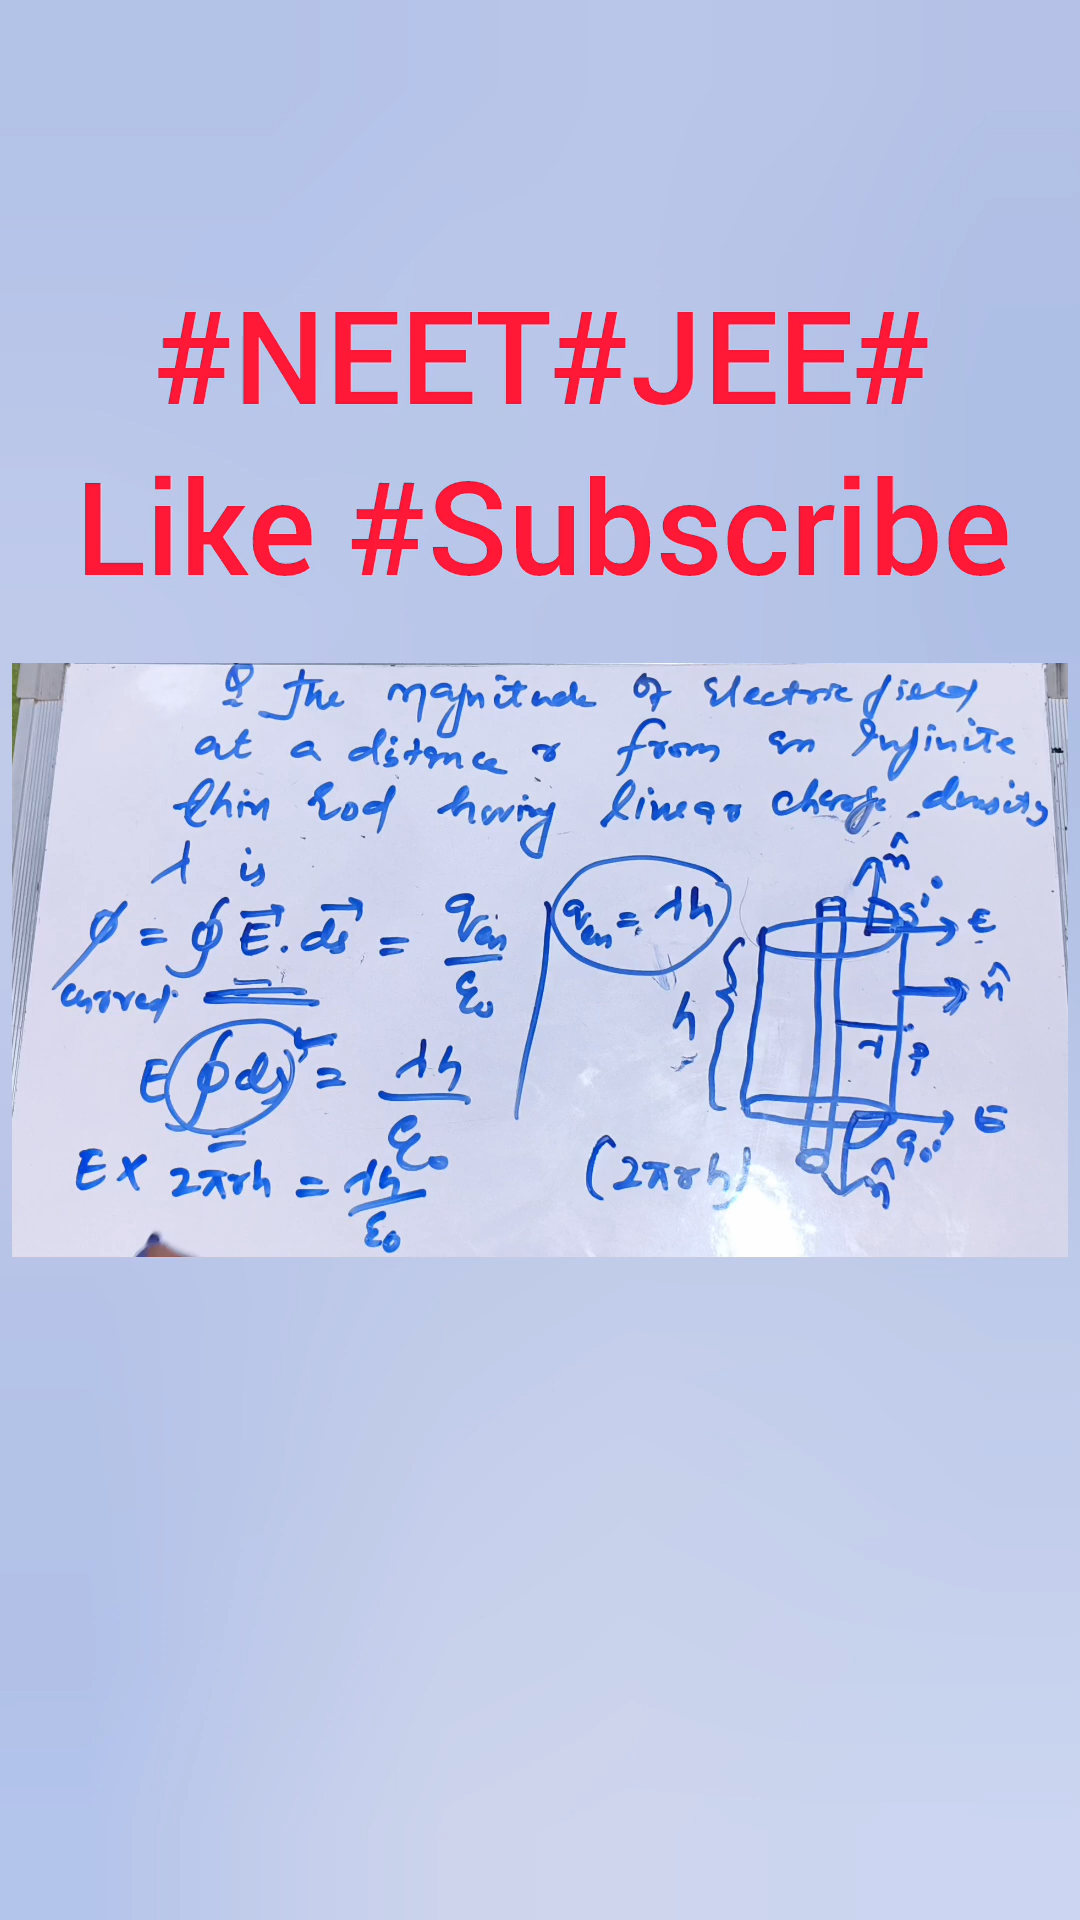 #NEET#JEE#
Like #Subscribe
Q The magnitude of Electric field
at a distance r from an Infinite
thin Rod having linear charge density
λ is
ϕ = ∮ E⃗ . ds⃗ = qen / ε₀
curved
qen = λh
E ∮ ds = λh / ε₀
E × 2πrh = λh / ε₀
(2πrh)
n̂
E
n̂
h
r
P
E
90°
n̂